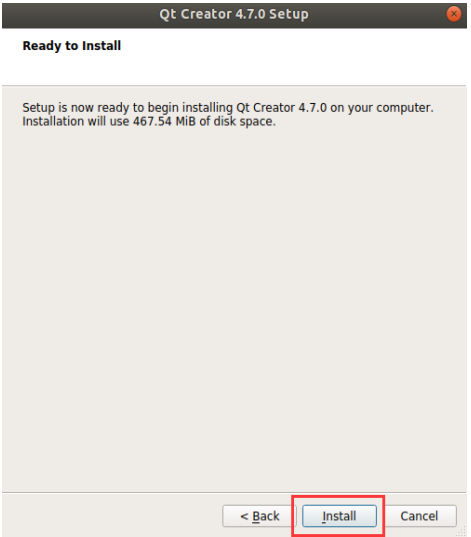 Qt Creator 4.7.0 Setup
Ready to Install
Setup is now ready to begin installing Qt Creator 4.7.0 on your computer.
Installation will use 467.54 MiB of disk space.
< Back Install Cancel